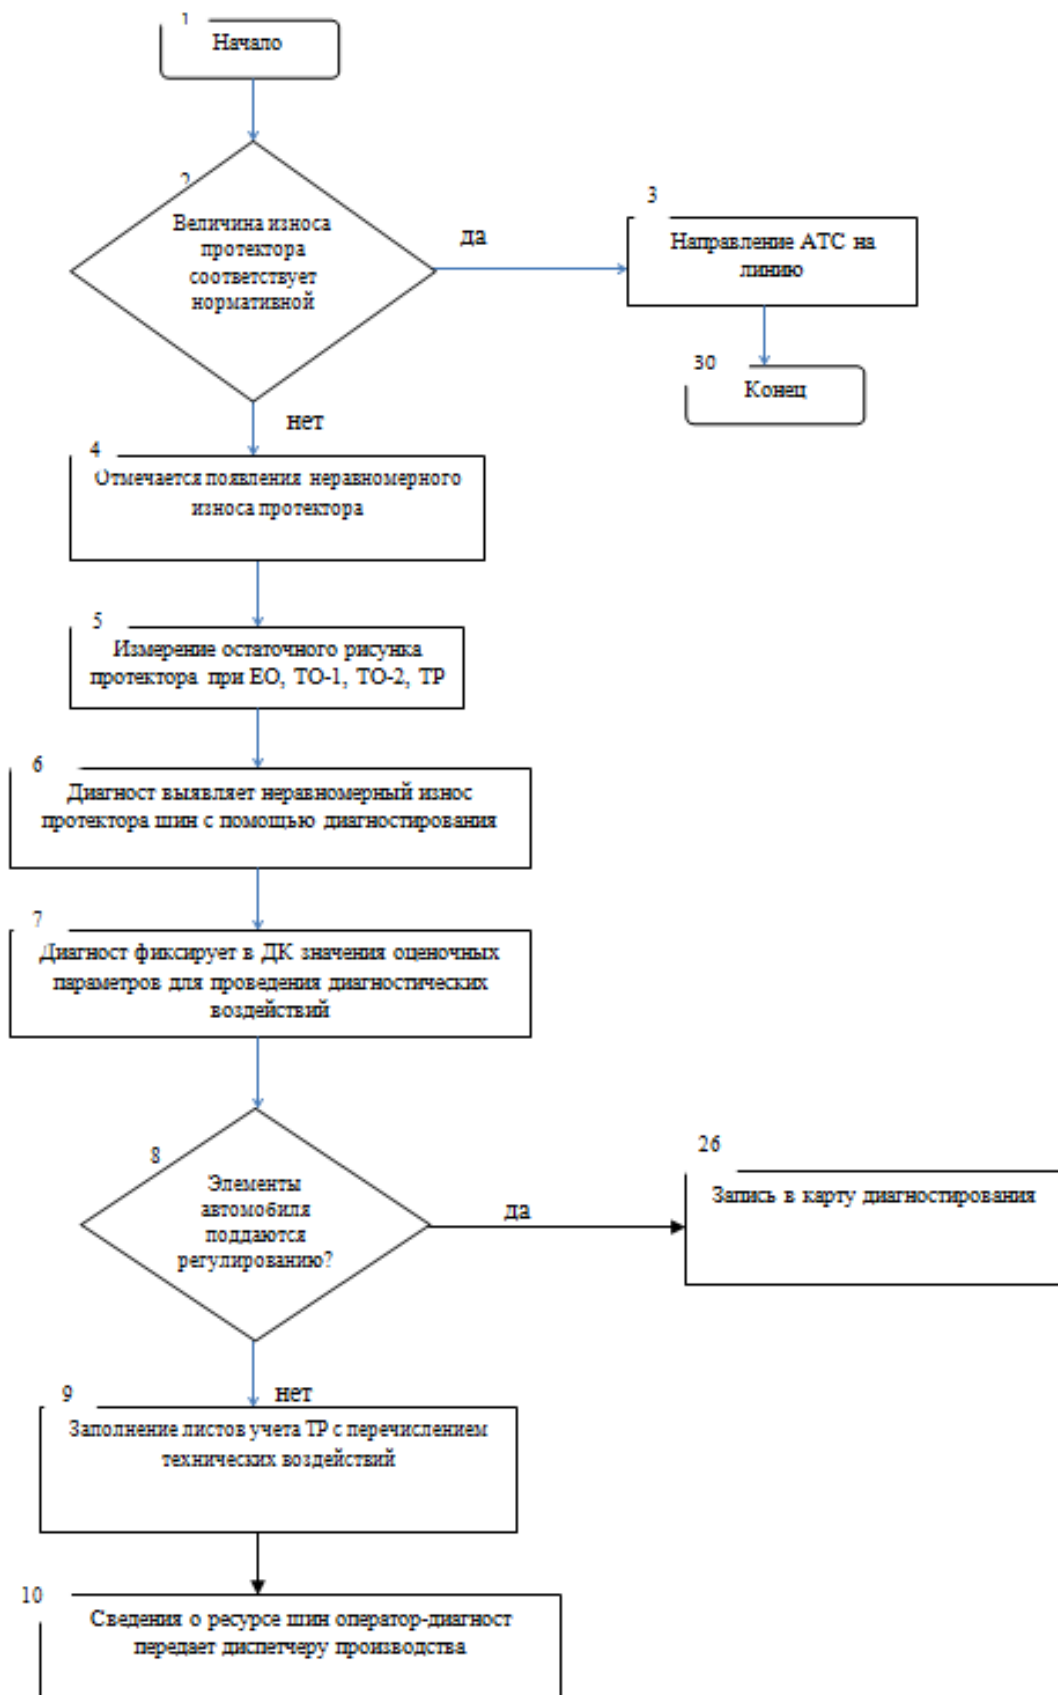 1
Начало
2
Величина износа
протектора
соответствует
нормативной
да
3
Направление АТС на
линию
30
Конец
нет
4
Отмечается появления неравномерного
износа протектора
5
Измерение остаточного рисунка
протектора при ЕО, ТО-1, ТО-2, ТР
6
Диагност выявляет неравномерный износ
протектора шин с помощью диагностирования
7
Диагност фиксирует в ДК значения оценочных
параметров для проведения диагностических
воздействий
8
Элементы
автомобиля
поддаются
регулированию?
да
26
Запись в карту диагностирования
нет
9
Заполнение листов учета ТР с перечислением
технических воздействий
10
Сведения о ресурсе шин оператор-диагност
передает диспетчеру производства